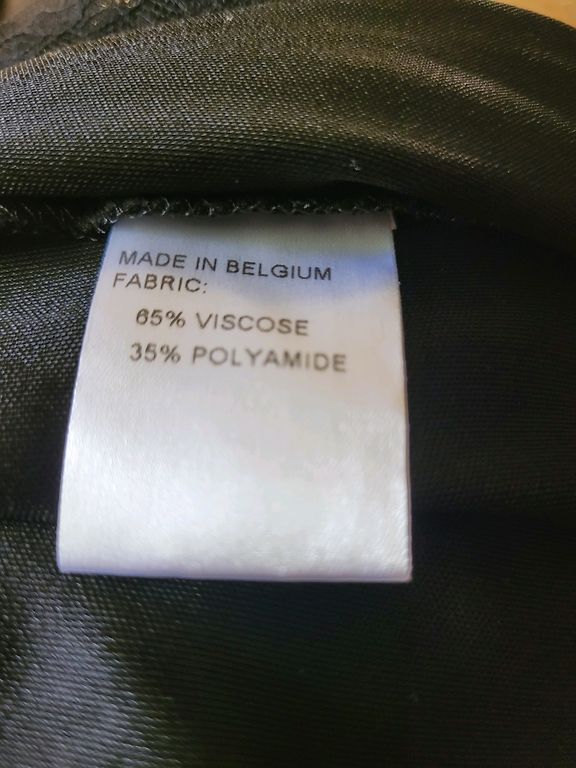 MADE IN BELGIUM
FABRIC:
65% VISCOSE
35% POLYAMIDE